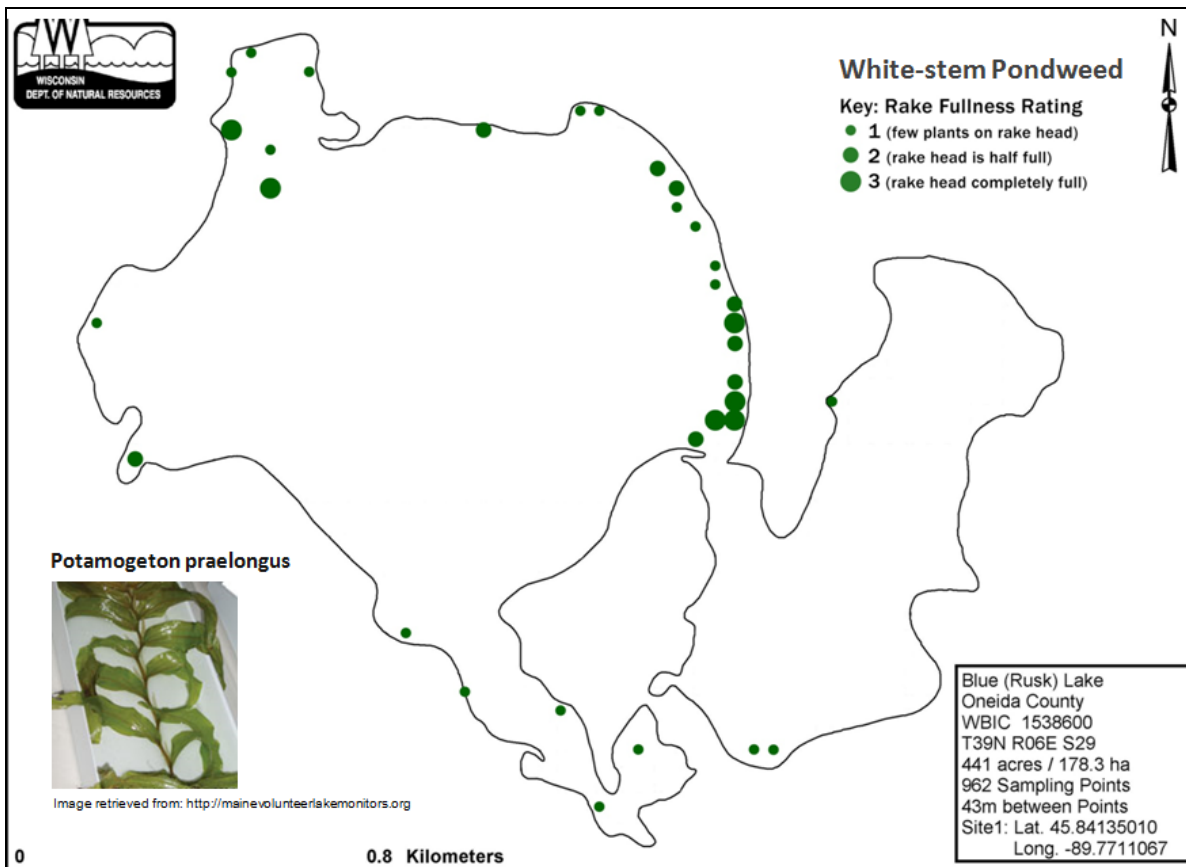 W
WISCONSIN
DEPT. OF NATURAL RESOURCES
N
White-stem Pondweed
Key: Rake Fullness Rating
1 (few plants on rake head)
2 (rake head is half full)
3 (rake head completely full)
Potamogeton praelongus
Image retrieved from: http://mainevolunteerlakemonitors.org
0 0.8 Kilometers
Blue (Rusk) Lake
Oneida County
WBIC 1538600
T39N R06E S29
441 acres / 178.3 ha
962 Sampling Points
43m between Points
Site1: Lat. 45.84135010
Long. -89.7711067